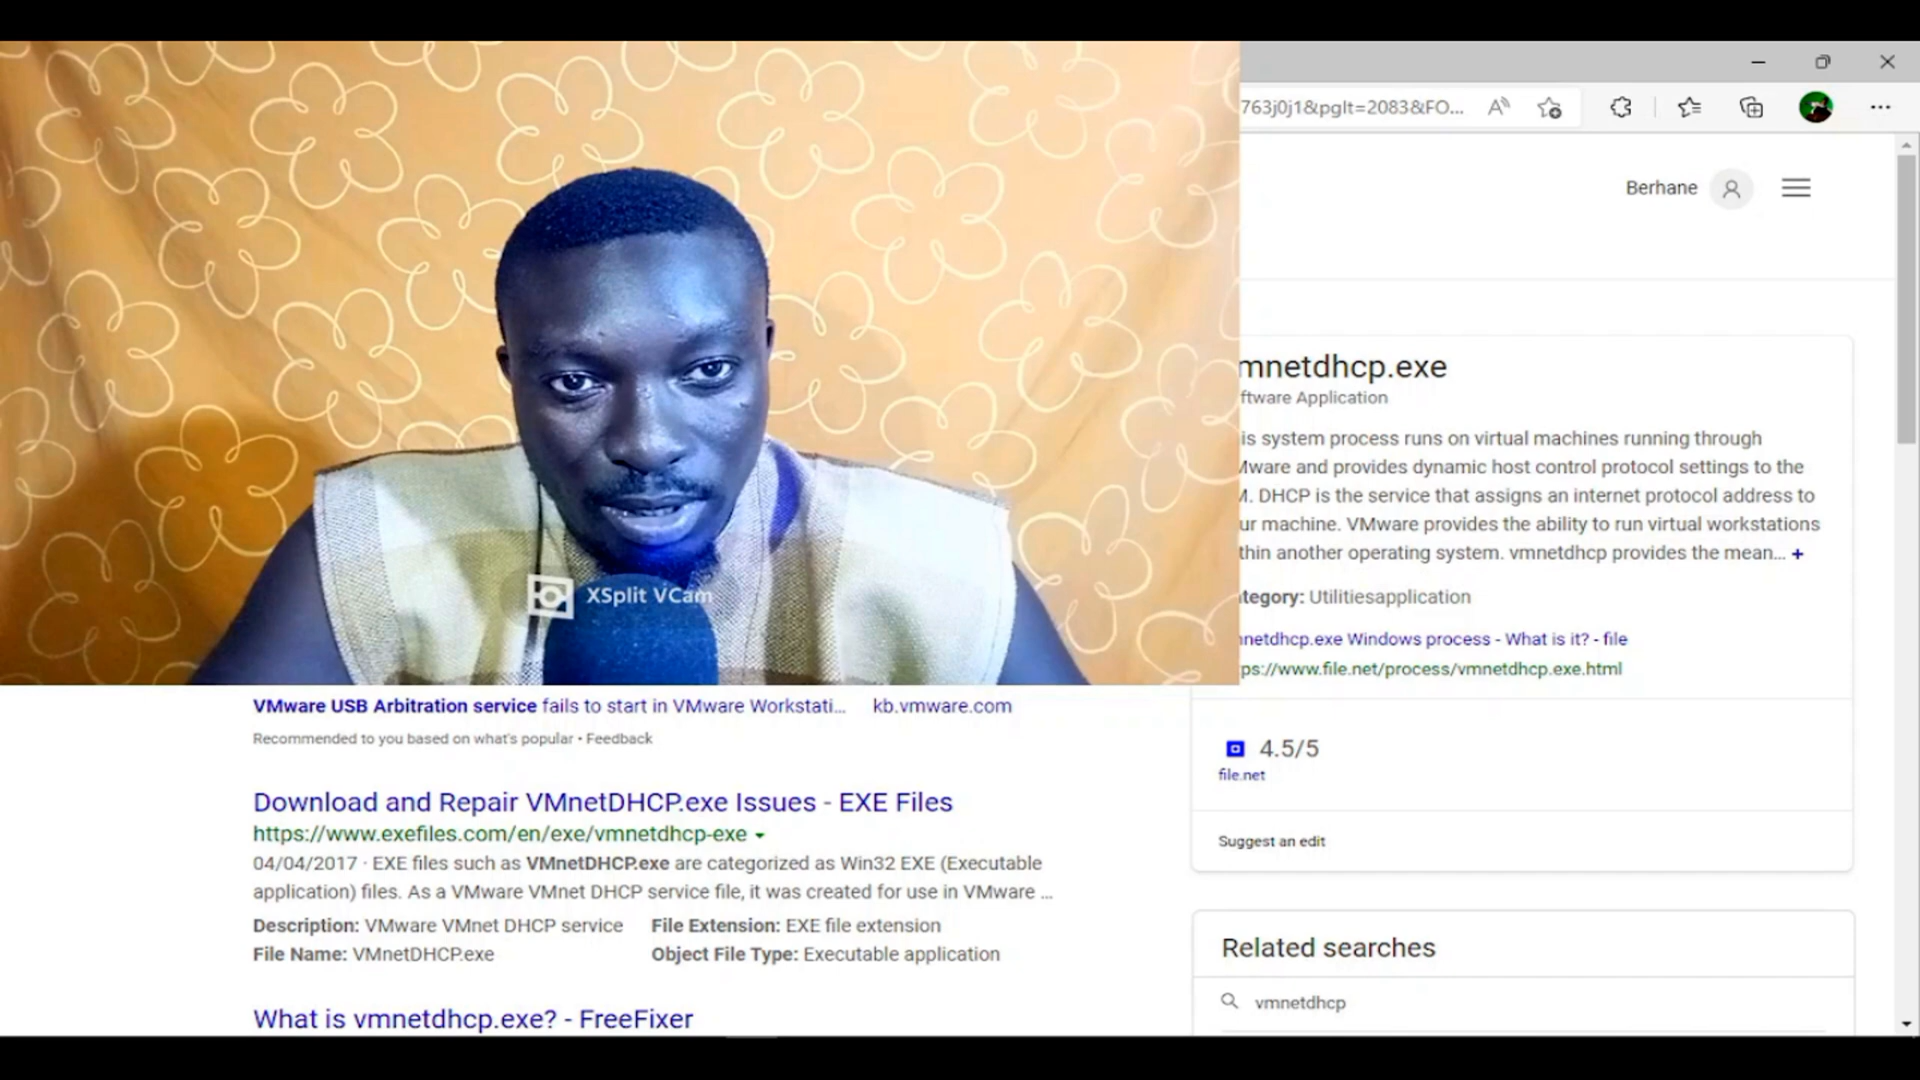 763j0j1&pglt=2083&FO...
Berhane
mnetdhcp.exe
ftware Application
is system process runs on virtual machines running through
Mware and provides dynamic host control protocol settings to the
M. DHCP is the service that assigns an internet protocol address to
ur machine. VMware provides the ability to run virtual workstations
thin another operating system. vmnetdhcp provides the mean... +
XSplit VCam
ategory: Utilitiesapplication
mnetdhcp.exe Windows process - What is it? - file
ps://www.file.net/process/vmnetdhcp.exe.html
VMware USB Arbitration service fails to start in VMware Workstati... kb.vmware.com
Recommended to you based on what's popular • Feedback
4.5/5
file.net
Suggest an edit
Download and Repair VMnetDHCP.exe Issues - EXE Files
https://www.exefiles.com/en/exe/vmnetdhcp-exe
04/04/2017 · EXE files such as VMnetDHCP.exe are categorized as Win32 EXE (Executable
application) files. As a VMware VMnet DHCP service file, it was created for use in VMware ...
Description: VMware VMnet DHCP service File Extension: EXE file extension
File Name: VMnetDHCP.exe Object File Type: Executable application
What is vmnetdhcp.exe? - FreeFixer
Related searches
vmnetdhcp